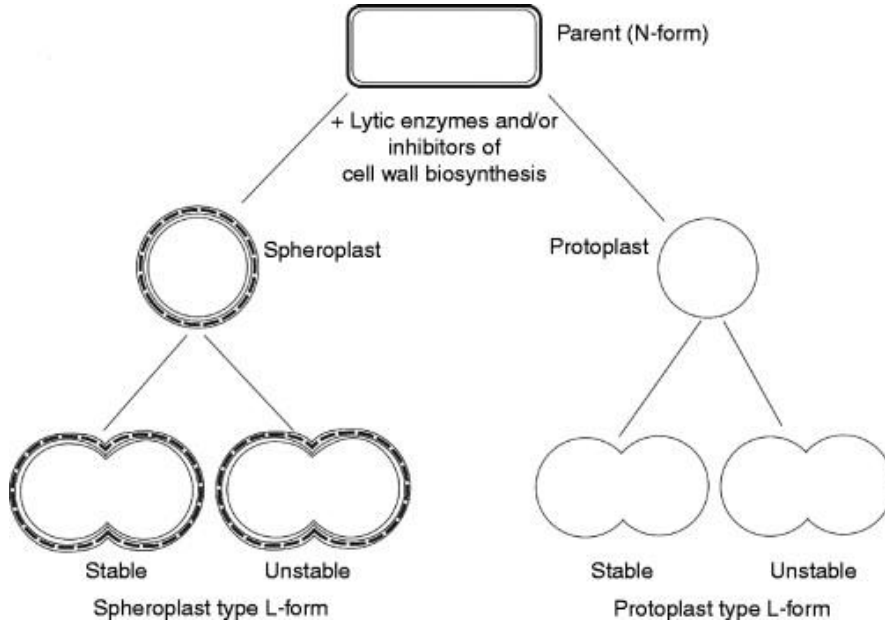 Parent (N-form)
+ Lytic enzymes and/or
inhibitors of
cell wall biosynthesis
Spheroplast
Protoplast
Stable
Unstable
Stable
Unstable
Spheroplast type L-form
Protoplast type L-form